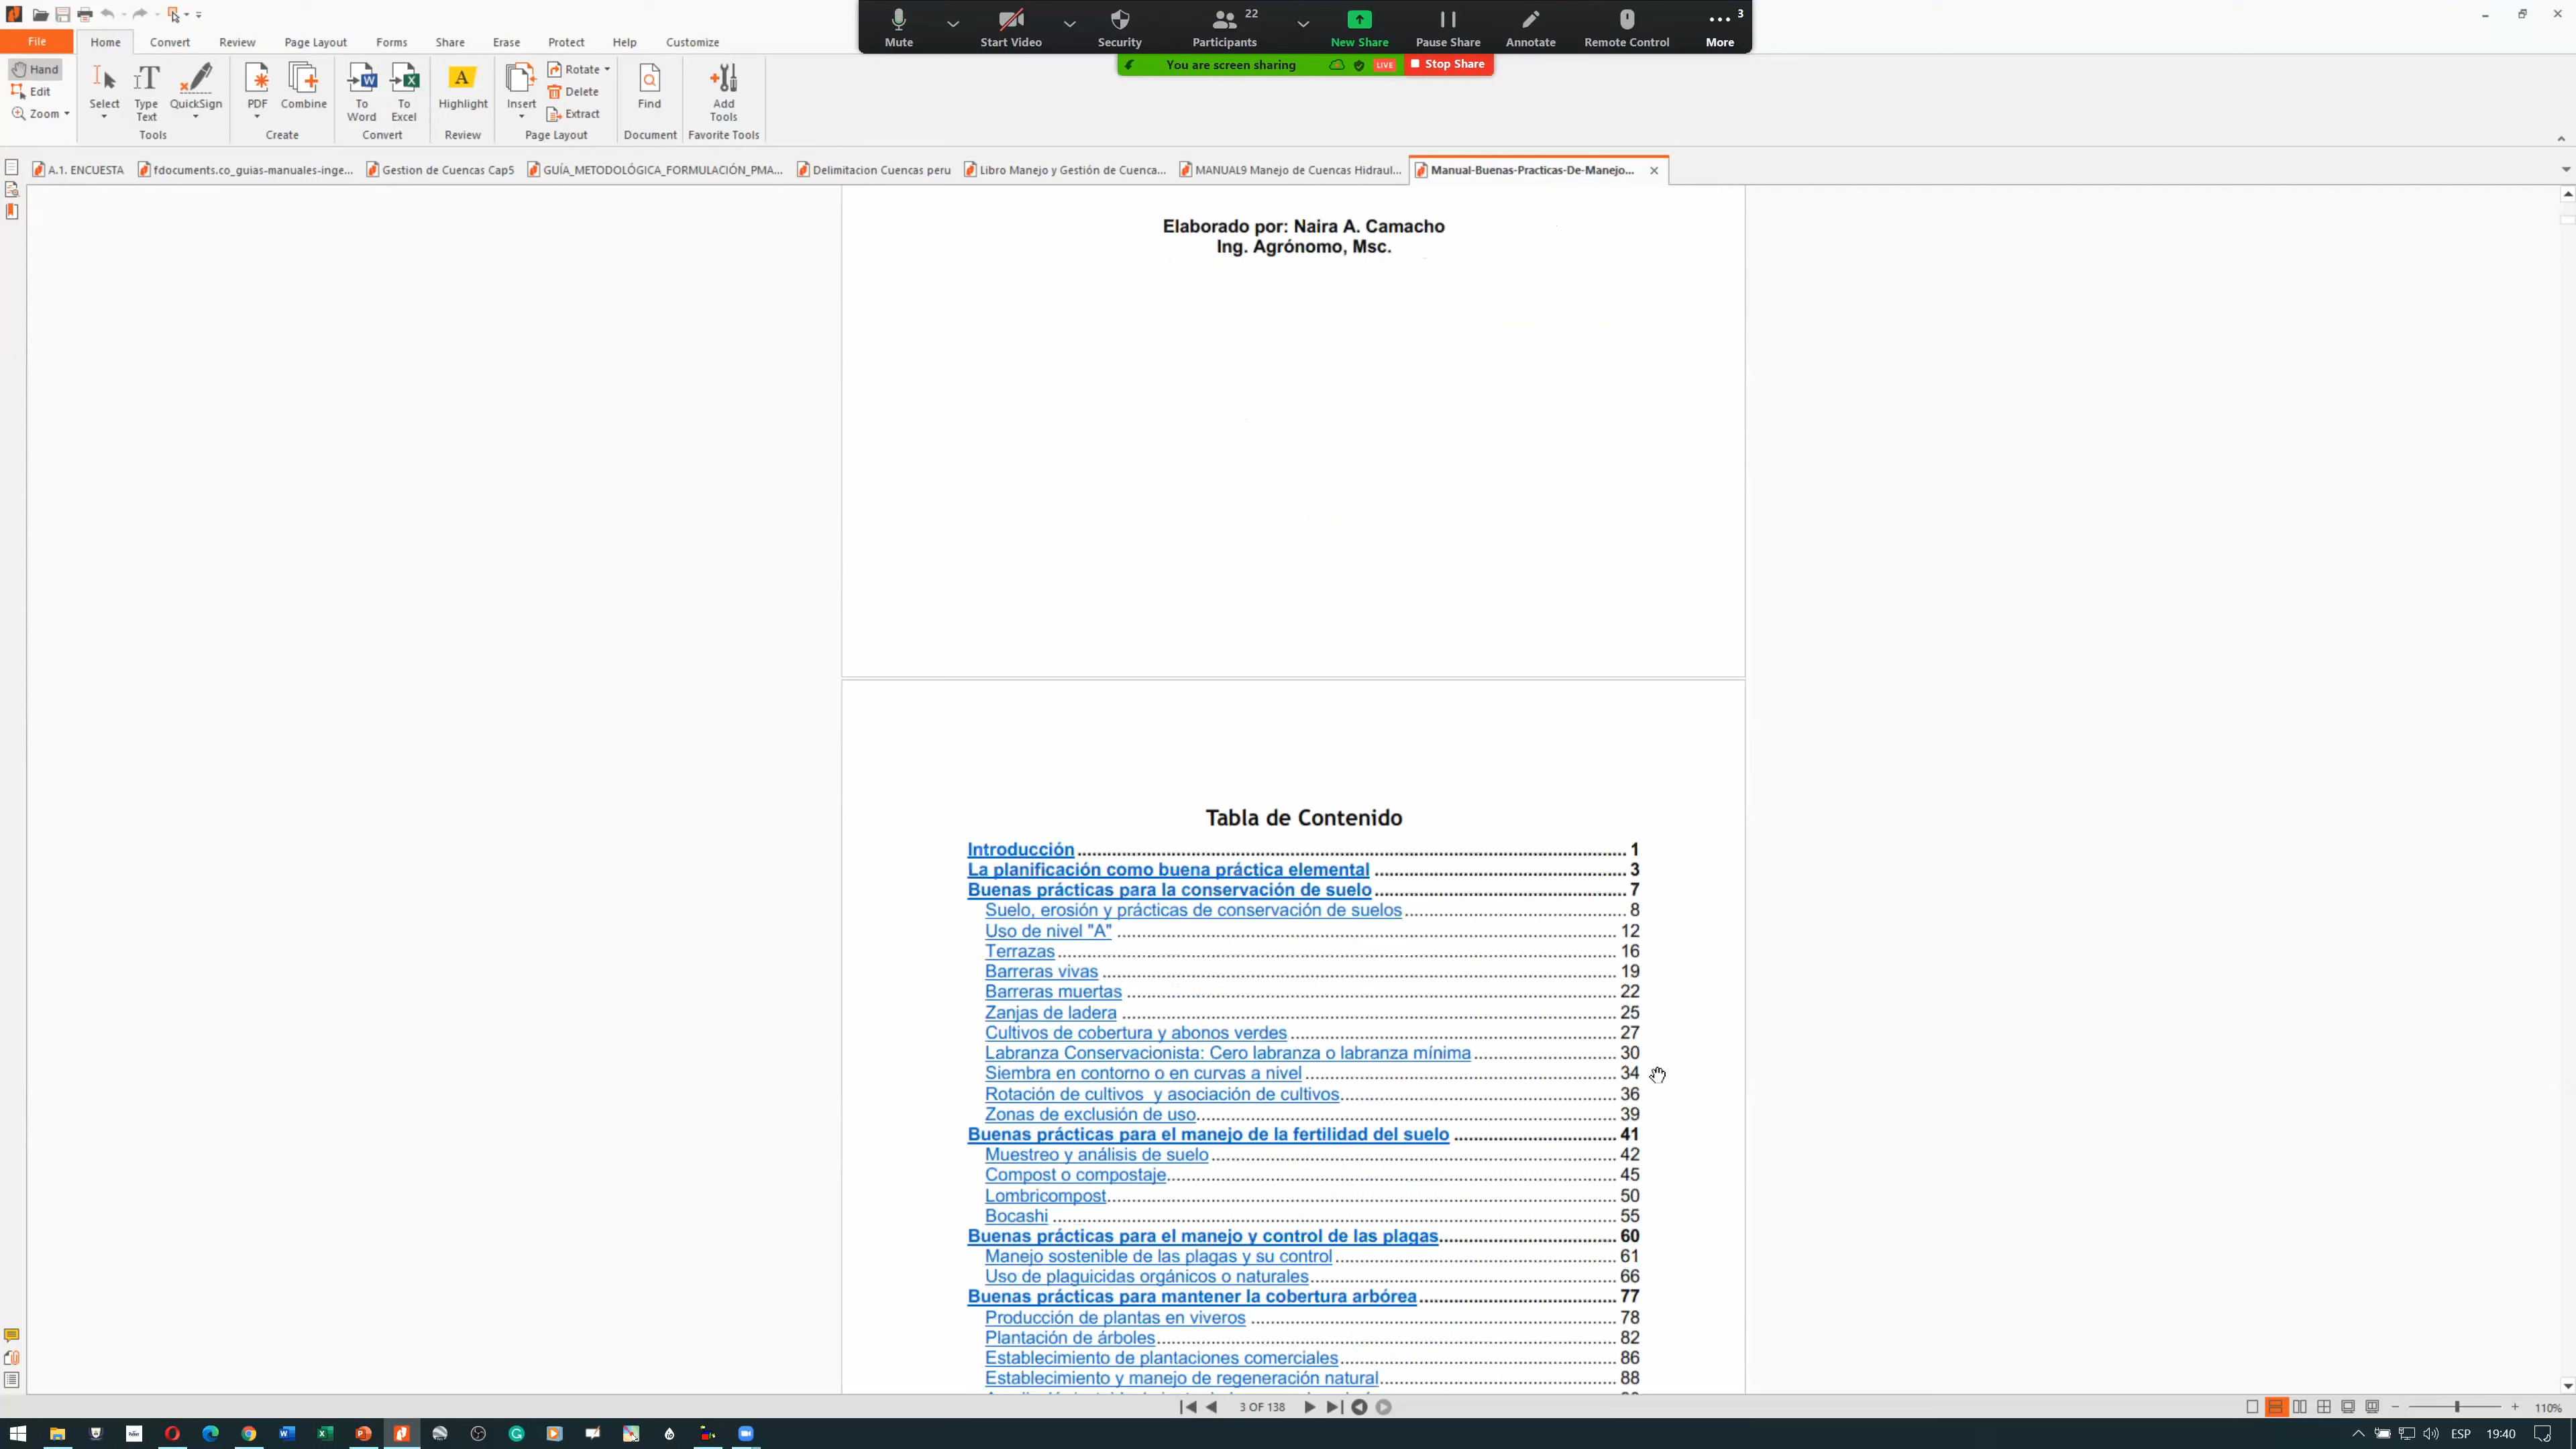 Mute
Start Video
Security
Participants
22
New Share
Pause Share
Annotate
Remote Control
More
3
You are screen sharing
LIVE
Stop Share
File
Home
Convert
Review
Page Layout
Forms
Share
Erase
Protect
Help
Customize
Hand
Edit
Zoom
Select
Type Text
QuickSign
Tools
PDF
Combine
Create
To Word
To Excel
Convert
Highlight
Review
Insert
Rotate
Delete
Extract
Page Layout
Find
Document
Add Tools
Favorite Tools
A.1. ENCUESTA
fdocuments.co_guias-manuales-inge...
Gestion de Cuencas Cap5
GUÍA_METODOLÓGICA_FORMULACIÓN_PMA...
Delimitacion Cuencas peru
Libro Manejo y Gestión de Cuenca...
MANUAL9 Manejo de Cuencas Hidraul...
Manual-Buenas-Practicas-De-Manejo...
Elaborado por: Naira A. Camacho
Ing. Agrónomo, Msc.
Tabla de Contenido
Introducción 1
La planificación como buena práctica elemental 3
Buenas prácticas para la conservación de suelo 7
Suelo, erosión y prácticas de conservación de suelos 8
Uso de nivel "A" 12
Terrazas 16
Barreras vivas 19
Barreras muertas 22
Zanjas de ladera 25
Cultivos de cobertura y abonos verdes 27
Labranza Conservacionista: Cero labranza o labranza mínima 30
Siembra en contorno o en curvas a nivel 34
Rotación de cultivos y asociación de cultivos 36
Zonas de exclusión de uso 39
Buenas prácticas para el manejo de la fertilidad del suelo 41
Muestreo y análisis de suelo 42
Compost o compostaje 45
Lombricompost 50
Bocashi 55
Buenas prácticas para el manejo y control de las plagas 60
Manejo sostenible de las plagas y su control 61
Uso de plaguicidas orgánicos o naturales 66
Buenas prácticas para mantener la cobertura arbórea 77
Producción de plantas en viveros 78
Plantación de árboles 82
Establecimiento de plantaciones comerciales 86
Establecimiento y manejo de regeneración natural 88
3 OF 138
110%
ESP
19:40